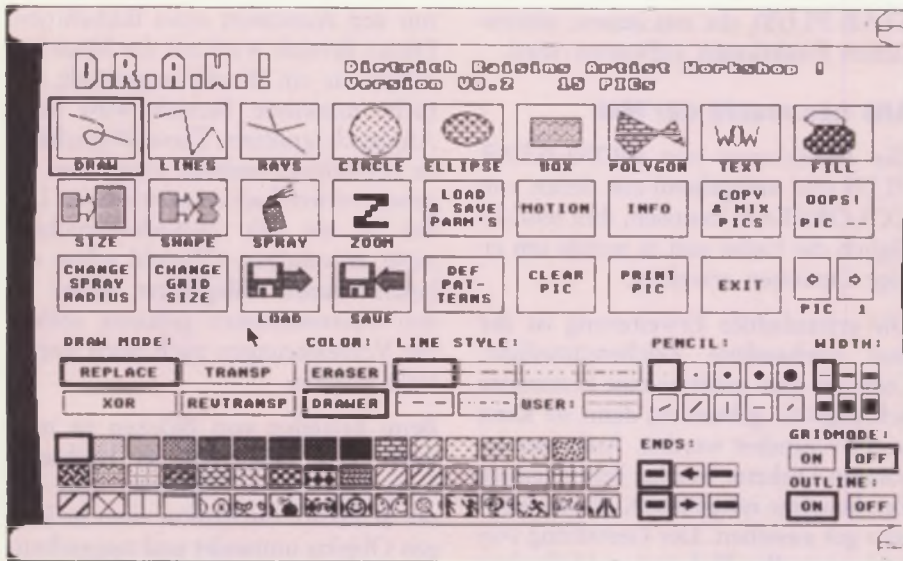 D.R.A.W.! Dietrich Raisins Artist Workshop !
Version V0.2 15 PICs
DRAW LINES RAYS CIRCLE ELLIPSE BOX POLYGON TEXT FILL
SIZE SHAPE SPRAY ZOOM
LOAD & SAVE PARM'S
MOTION
INFO
COPY & MIX PICS
OOPS!
PIC --
CHANGE SPRAY RADIUS
CHANGE GRID SIZE
LOAD
SAVE
DEF PAT- TERNS
CLEAR PIC
PRINT PIC
EXIT
PIC 1
DRAW MODE: COLOR: LINE STYLE: PENCIL: WIDTH:
REPLACE TRANSP ERASER
XOR REVTRANSP DRAWER USER:
ENDS: GRIDMODE:
ON OFF
OUTLINE:
ON OFF